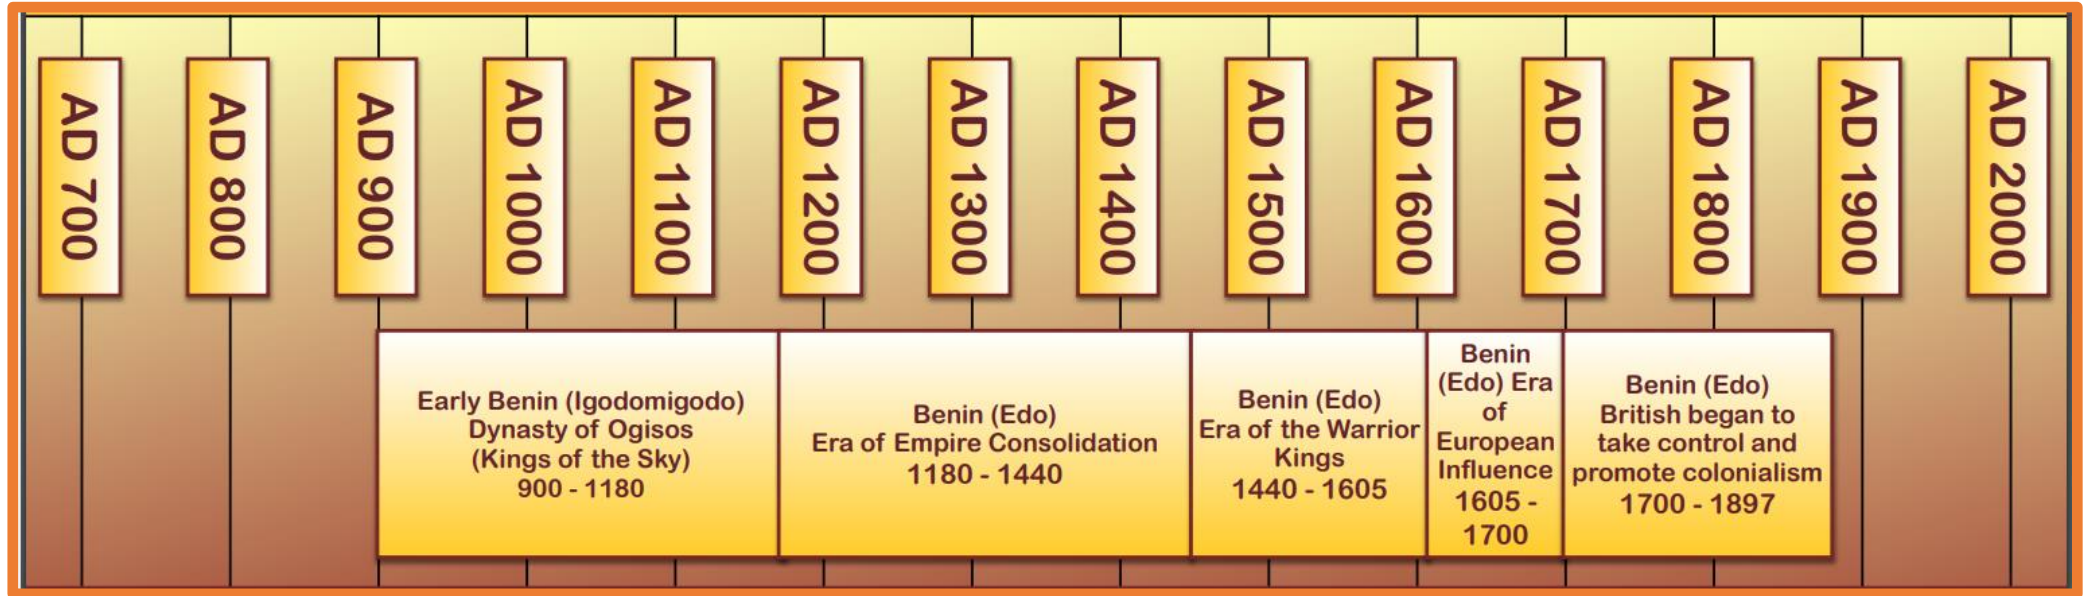 AD 700
AD 800
AD 900
AD 1000
AD 1100
AD 1200
AD 1300
AD 1400
AD 1500
AD 1600
AD 1700
AD 1800
AD 1900
AD 2000
Early Benin (Igodomigodo)
Dynasty of Ogisos
(Kings of the Sky)
900 - 1180
Benin (Edo)
Era of Empire Consolidation
1180 - 1440
Benin (Edo)
Era of the Warrior
Kings
1440 - 1605
Benin
(Edo) Era
of
European
Influence
1605 -
1700
Benin (Edo)
British began to
take control and
promote colonialism
1700 - 1897